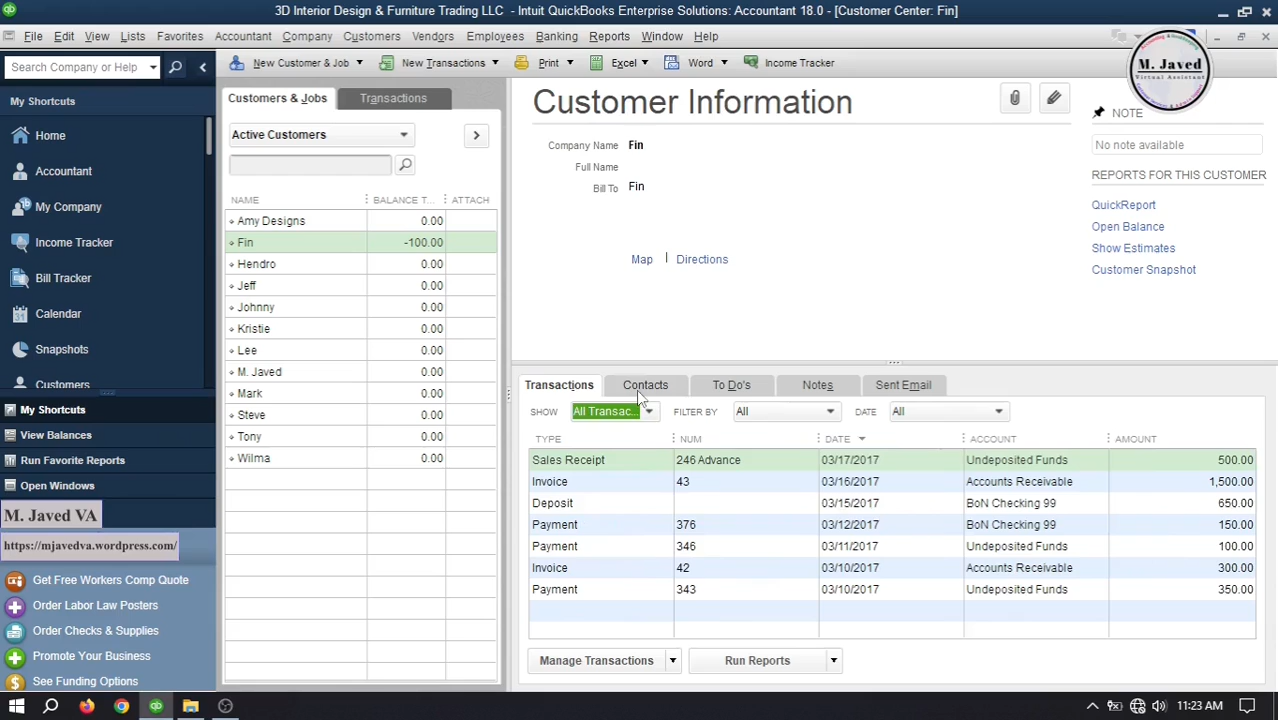 3D Interior Design & Furniture Trading LLC - Intuit QuickBooks Enterprise Solutions: Accountant 18.0 - [Customer Center: Fin]
File Edit View Lists Favorites Accountant Company Customers Vendors Employees Banking Reports Window Help
Search Company or Help
New Customer & Job New Transactions Print Excel Word Income Tracker
M. Javed
Virtual Assistant
My Shortcuts
Home
Accountant
My Company
Income Tracker
Bill Tracker
Calendar
Snapshots
Customers
My Shortcuts
View Balances
Run Favorite Reports
Open Windows
M. Javed VA
https://mjavedva.wordpress.com/
Get Free Workers Comp Quote
Order Labor Law Posters
Order Checks & Supplies
Promote Your Business
See Funding Options
Customers & Jobs Transactions
Active Customers
NAME BALANCE T... ATTACH
Amy Designs 0.00
Fin -100.00
Hendro 0.00
Jeff 0.00
Johnny 0.00
Kristie 0.00
Lee 0.00
M. Javed 0.00
Mark 0.00
Steve 0.00
Tony 0.00
Wilma 0.00
Customer Information
Company Name Fin
Full Name
Bill To Fin
Map Directions
NOTE
No note available
REPORTS FOR THIS CUSTOMER
QuickReport
Open Balance
Show Estimates
Customer Snapshot
Transactions Contacts To Do's Notes Sent Email
SHOW All Transac... FILTER BY All DATE All
TYPE NUM DATE ACCOUNT AMOUNT
Sales Receipt 246 Advance 03/17/2017 Undeposited Funds 500.00
Invoice 43 03/16/2017 Accounts Receivable 1,500.00
Deposit 03/15/2017 BoN Checking 99 650.00
Payment 376 03/12/2017 BoN Checking 99 150.00
Payment 346 03/11/2017 Undeposited Funds 100.00
Invoice 42 03/10/2017 Accounts Receivable 300.00
Payment 343 03/10/2017 Undeposited Funds 350.00
Manage Transactions Run Reports
11:23 AM